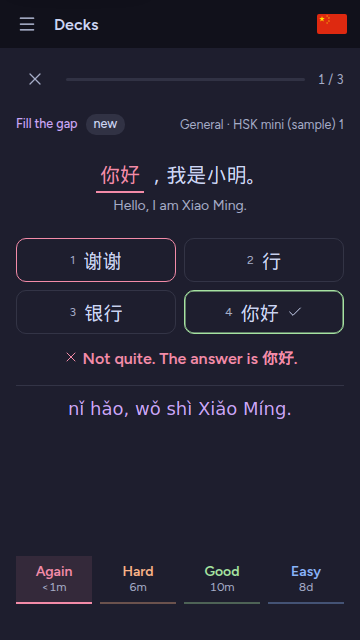 Decks
1 / 3
Fill the gap new General · HSK mini (sample) 1
你好 , 我是小明。
Hello, I am Xiao Ming.
1 谢谢
2 行
3 银行
4 你好
Not quite. The answer is 你好.
nǐ hǎo, wǒ shì Xiǎo Míng.
Again
<1m
Hard
6m
Good
10m
Easy
8d